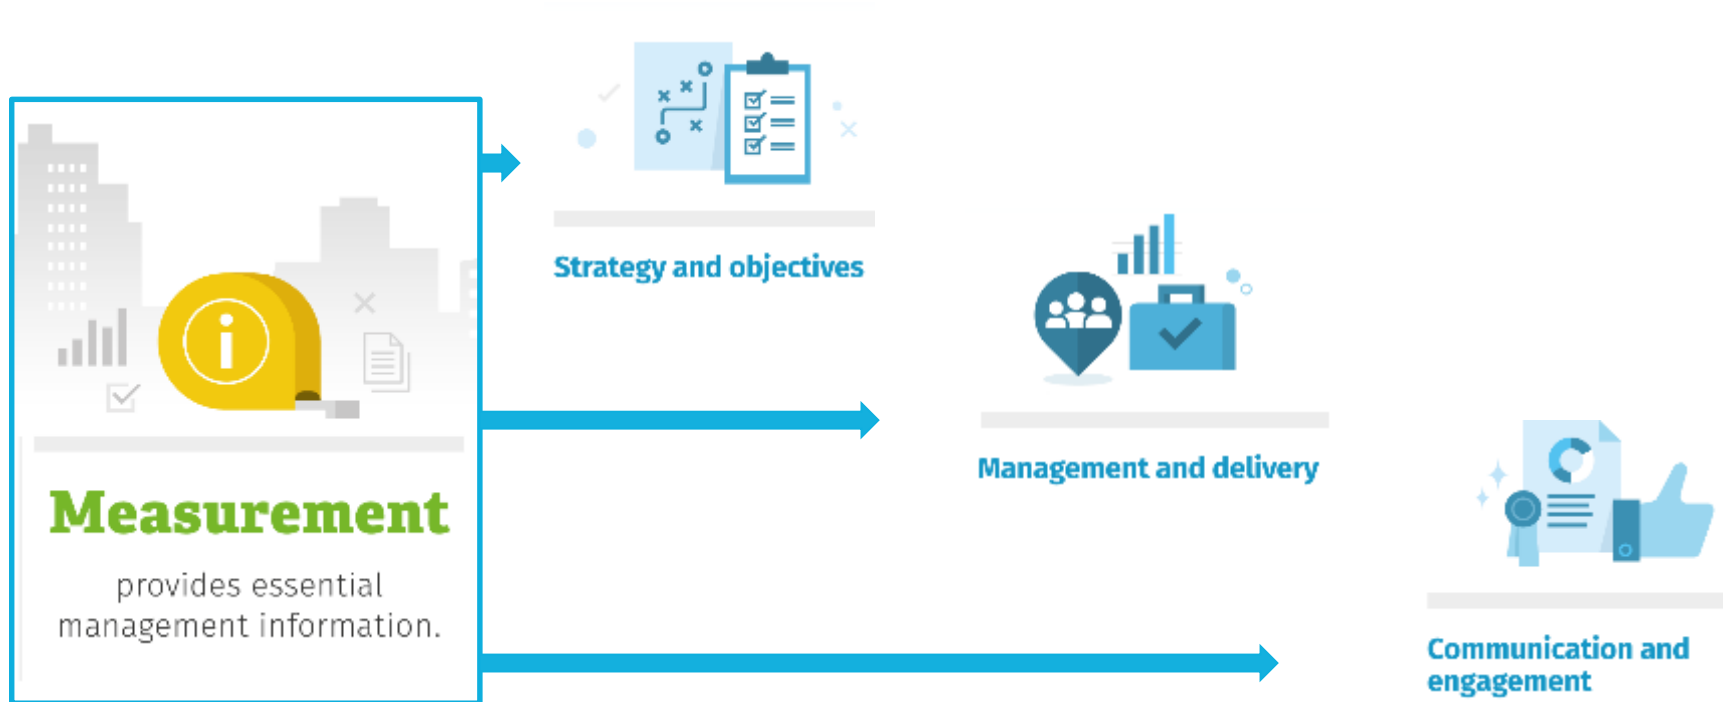 Strategy and objectives
Management and delivery
Measurement
provides essential
management information.
Communication and
engagement